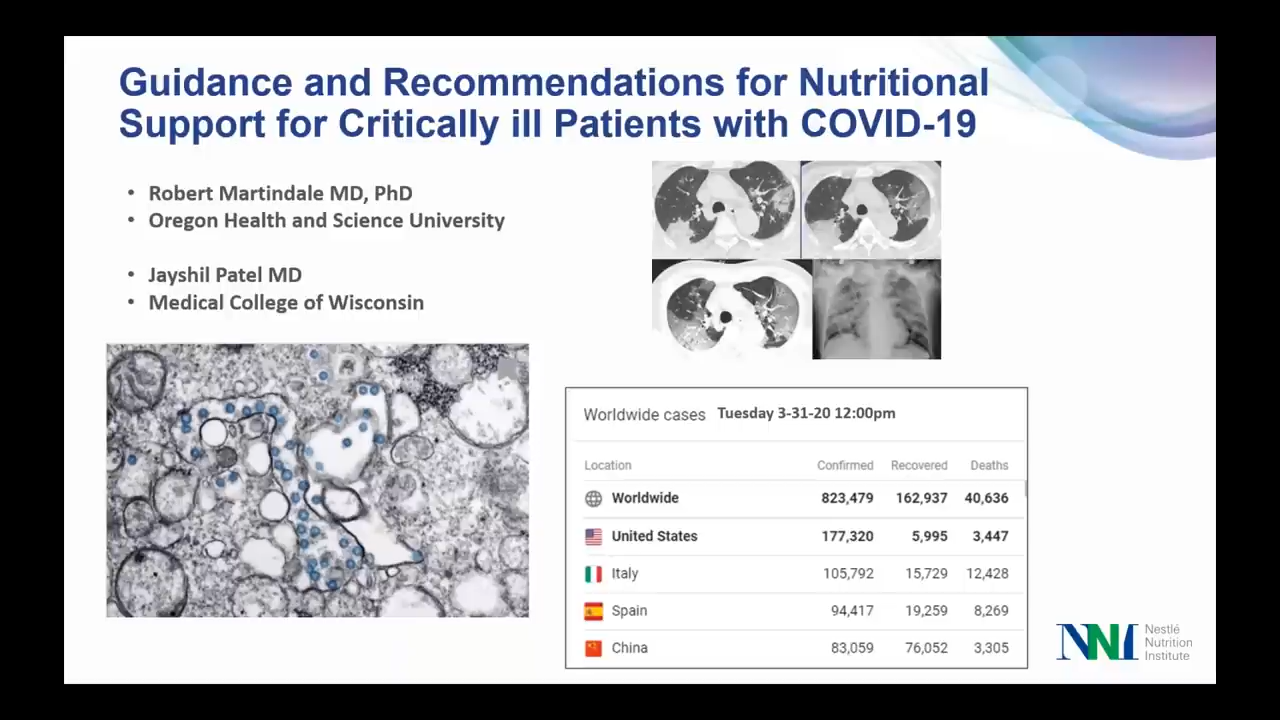 Guidance and Recommendations for Nutritional
Support for Critically ill Patients with COVID-19
• Robert Martindale MD, PhD
• Oregon Health and Science University
• Jayshil Patel MD
• Medical College of Wisconsin
Worldwide cases Tuesday 3-31-20 12:00pm
Location Confirmed Recovered Deaths
Worldwide 823,479 162,937 40,636
United States 177,320 5,995 3,447
Italy 105,792 15,729 12,428
Spain 94,417 19,259 8,269
China 83,059 76,052 3,305
NNI Nestlé
Nutrition
Institute